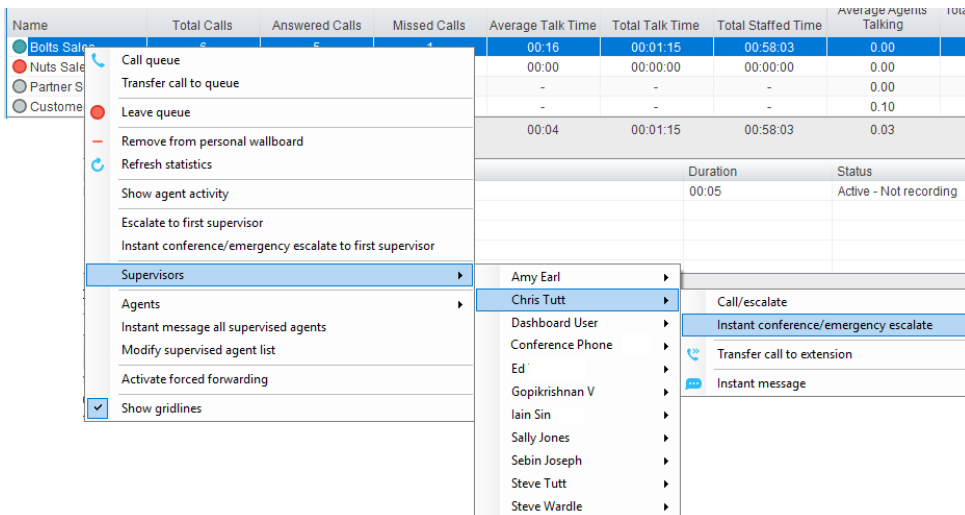 Name Total Calls Answered Calls Missed Calls Average Talk Time Total Talk Time Total Staffed Time Average Agents Talking
Bolts Sales 6 5 1 00:16 00:01:15 00:58:03 0.00
Nuts Sale 00:00 00:00:00 00:00:00 0.00
Partner S - - - 0.00
Custome - - - 0.10
00:04 00:01:15 00:58:03 0.03
Duration Status
00:05 Active - Not recording
Call queue
Transfer call to queue
Leave queue
Remove from personal wallboard
Refresh statistics
Show agent activity
Escalate to first supervisor
Instant conference/emergency escalate to first supervisor
Supervisors
Agents
Instant message all supervised agents
Modify supervised agent list
Activate forced forwarding
Show gridlines
Amy Earl
Chris Tutt
Dashboard User
Conference Phone
Ed
Gopikrishnan V
Iain Sin
Sally Jones
Sebin Joseph
Steve Tutt
Steve Wardle
Call/escalate
Instant conference/emergency escalate
Transfer call to extension
Instant message